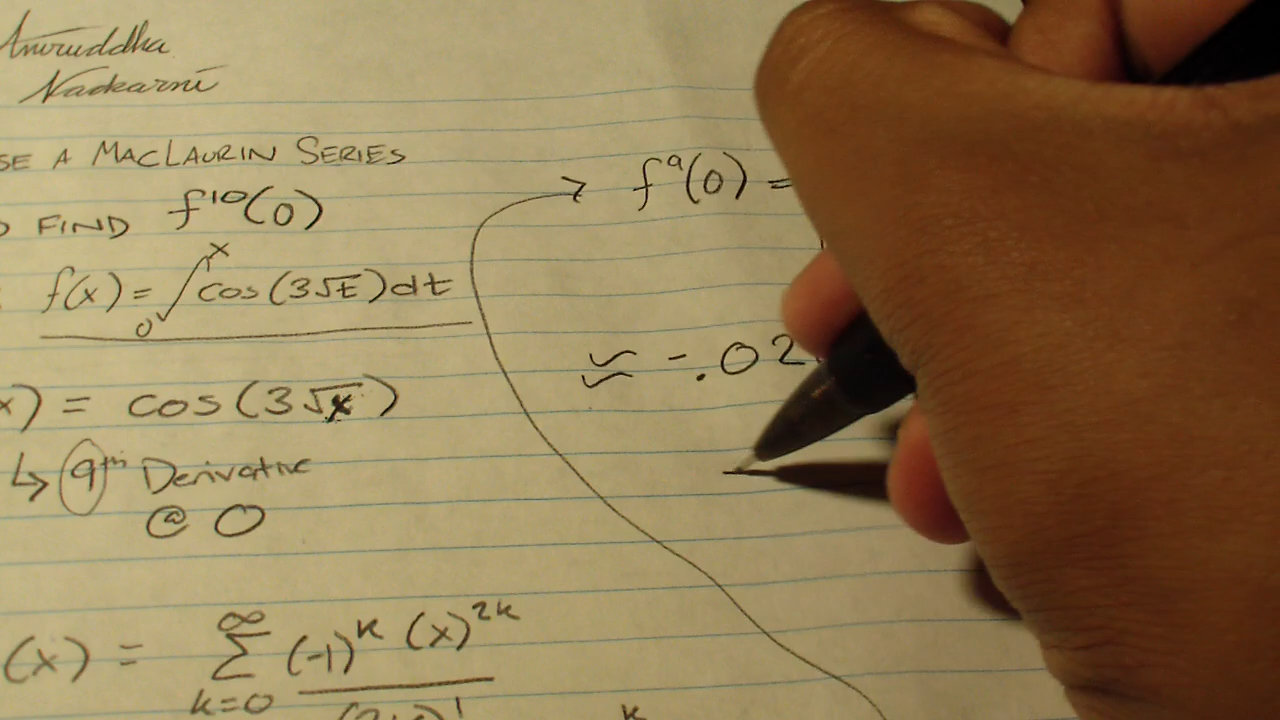 Aniruddha
Nadkarni
SE A MACLAURIN SERIES
O FIND f¹⁰(0)
f(x) = ∫₀ˣ cos(3√t)dt
x) = cos(3√x)
↳ 9th Derivative
@ 0
(x) = ∑ₖ₌₀^∞ (-1)ᵏ (x)²ᵏ
→ f⁹(0) =
≈ -.02